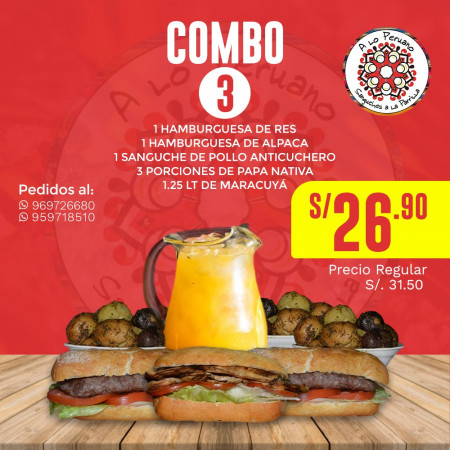 COMBO
3
1 HAMBURGUESA DE RES
1 HAMBURGUESA DE ALPACA
1 SANGUCHE DE POLLO ANTICUCHERO
3 PORCIONES DE PAPA NATIVA
1.25 LT DE MARACUYÁ
Pedidos al:
969726680
959718510
S/26.90
Precio Regular
S/. 31.50
A Lo Peruano
Sanguches a la Parrilla
A Lo Peruano